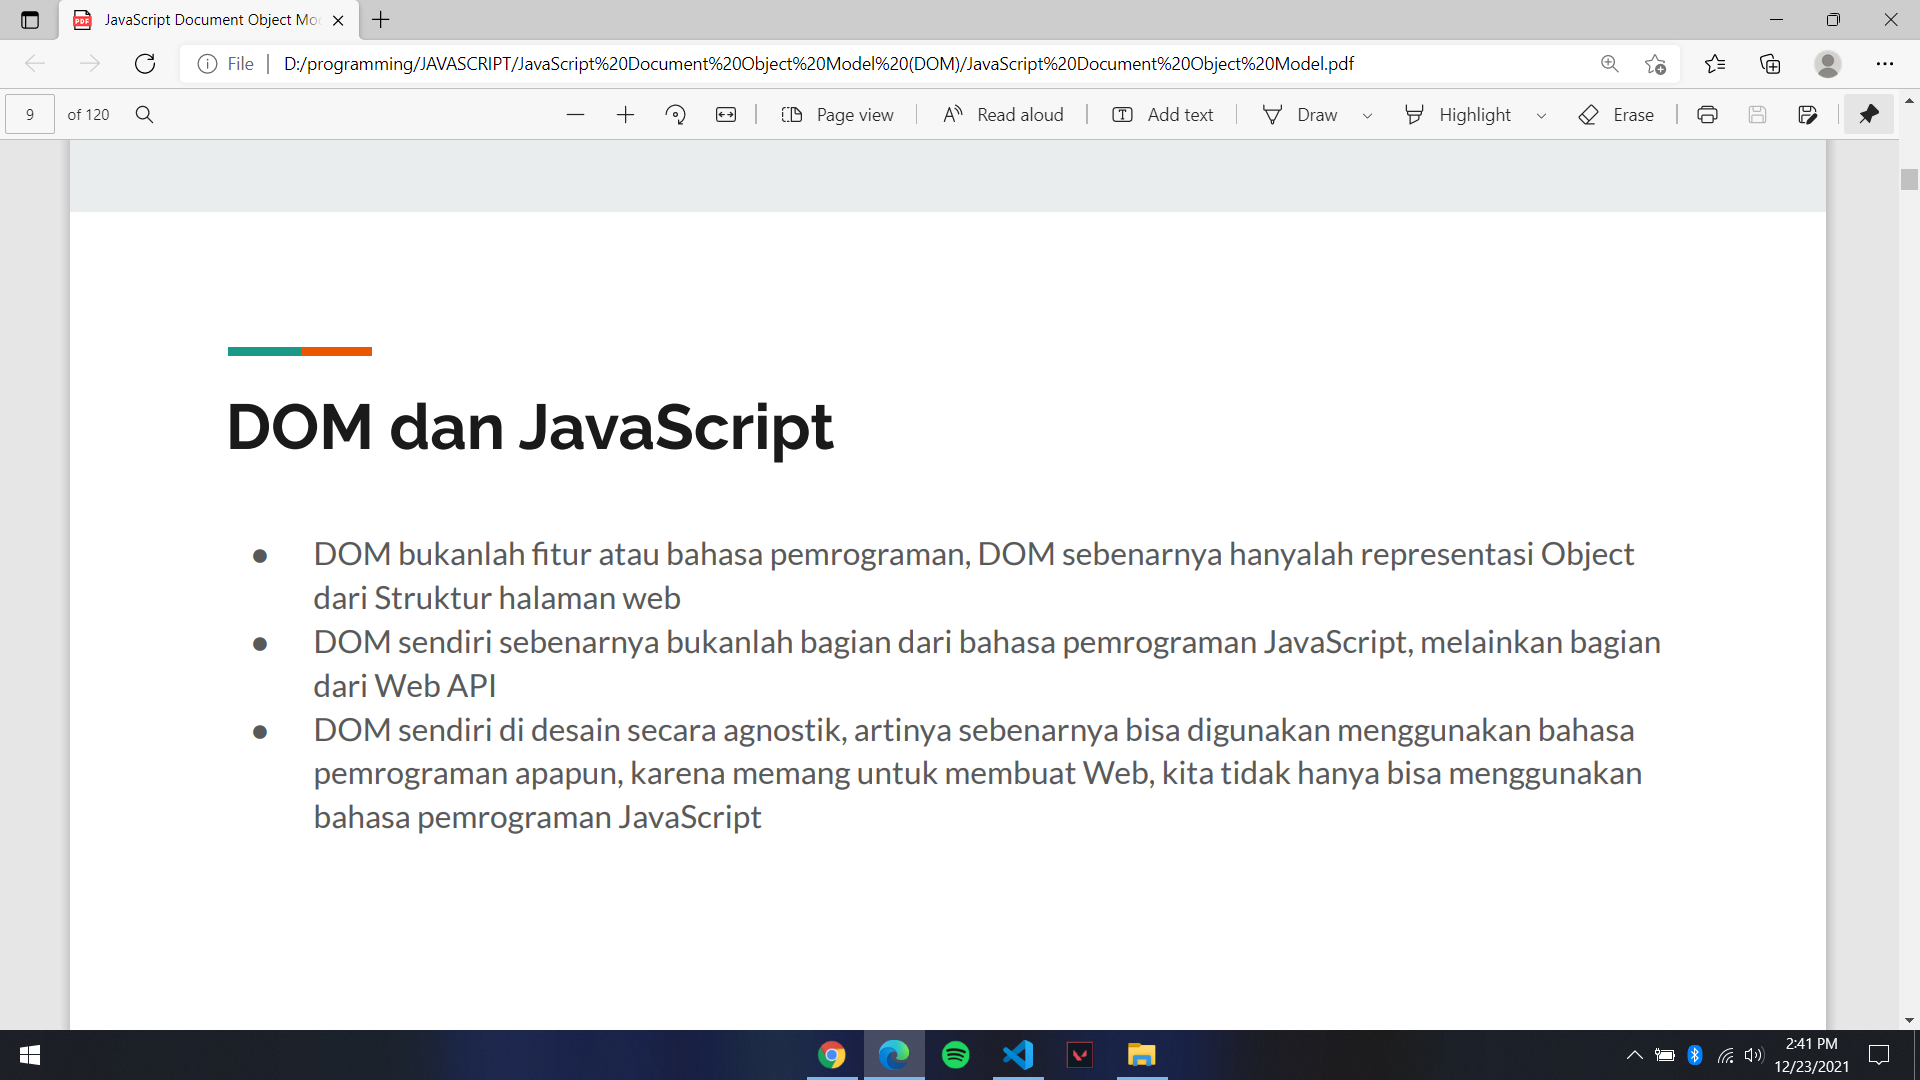 JavaScript Document Object Mo
File
D:/programming/JAVASCRIPT/JavaScript%20Document%20Object%20Model%20(DOM)/JavaScript%20Document%20Object%20Model.pdf
9 of 120 Page view Read aloud Add text Draw Highlight Erase
DOM dan JavaScript
● DOM bukanlah fitur atau bahasa pemrograman, DOM sebenarnya hanyalah representasi Object
dari Struktur halaman web
● DOM sendiri sebenarnya bukanlah bagian dari bahasa pemrograman JavaScript, melainkan bagian
dari Web API
● DOM sendiri di desain secara agnostik, artinya sebenarnya bisa digunakan menggunakan bahasa
pemrograman apapun, karena memang untuk membuat Web, kita tidak hanya bisa menggunakan
bahasa pemrograman JavaScript
2:41 PM
12/23/2021